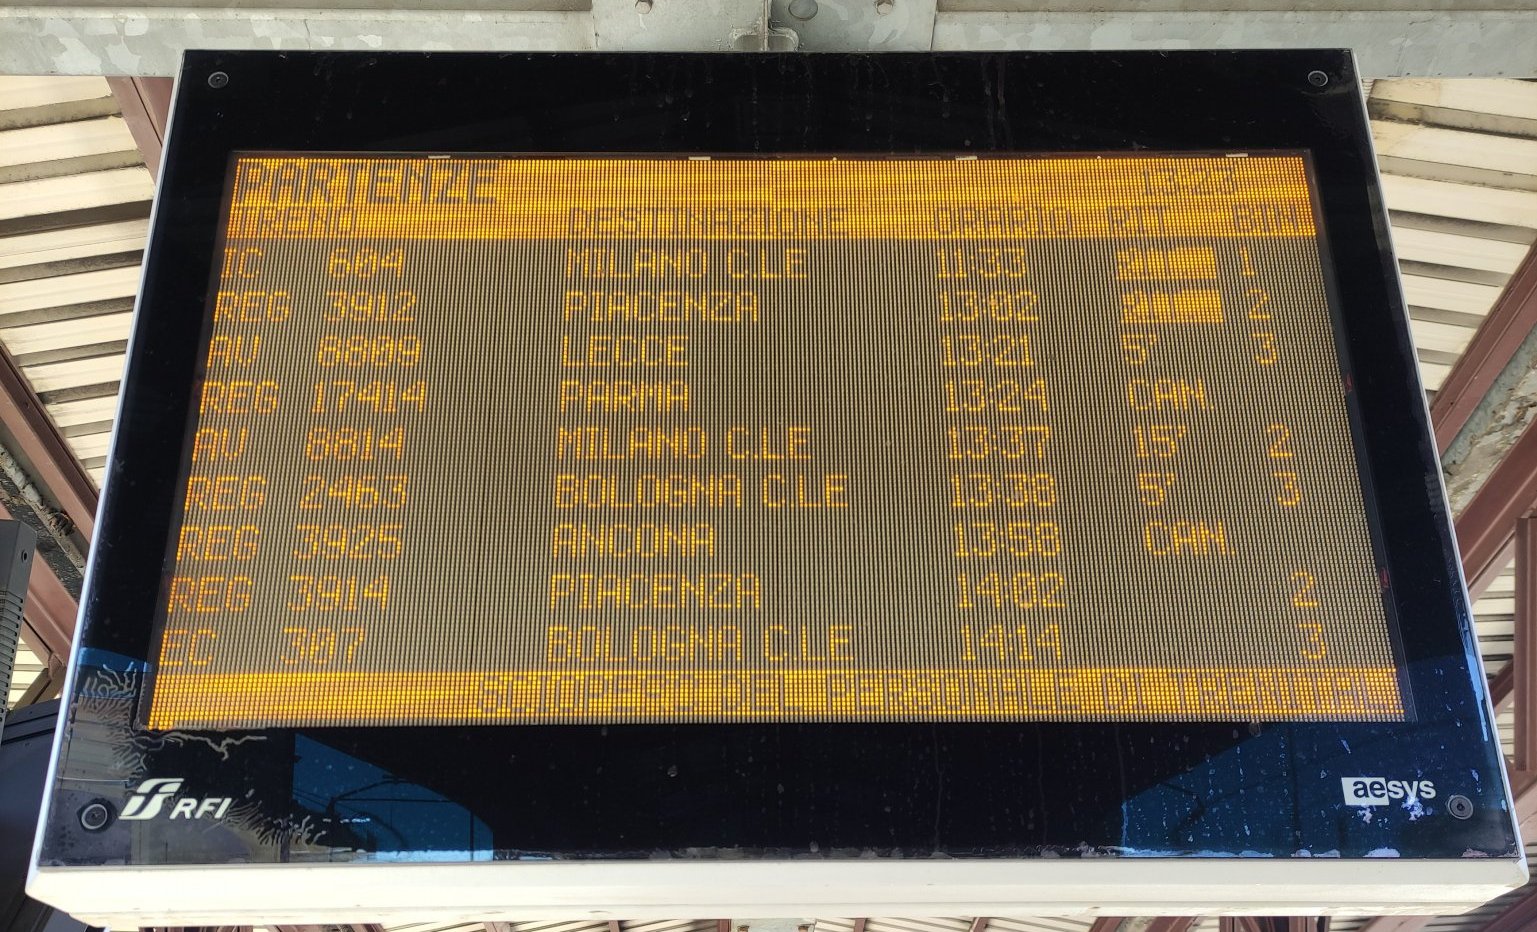 PARTENZE 13:23
TRENO DESTINAZIONE ORARIO RIT BIN
IC 604 MILANO C.LE 11:33 1
REG 3912 PIACENZA 13:02 2
AV 8809 LECCE 13:21 5' 3
REG 17414 PARMA 13:24 CAN.
AV 8814 MILANO C.LE 13:37 15' 2
REG 2463 BOLOGNA C.LE 13:38 5' 3
REG 3925 ANCONA 13:58 CAN.
REG 3914 PIACENZA 14:02 2
EC 307 BOLOGNA C.LE 14:14 3
DEL PERSONALE DI
RFI
aesys